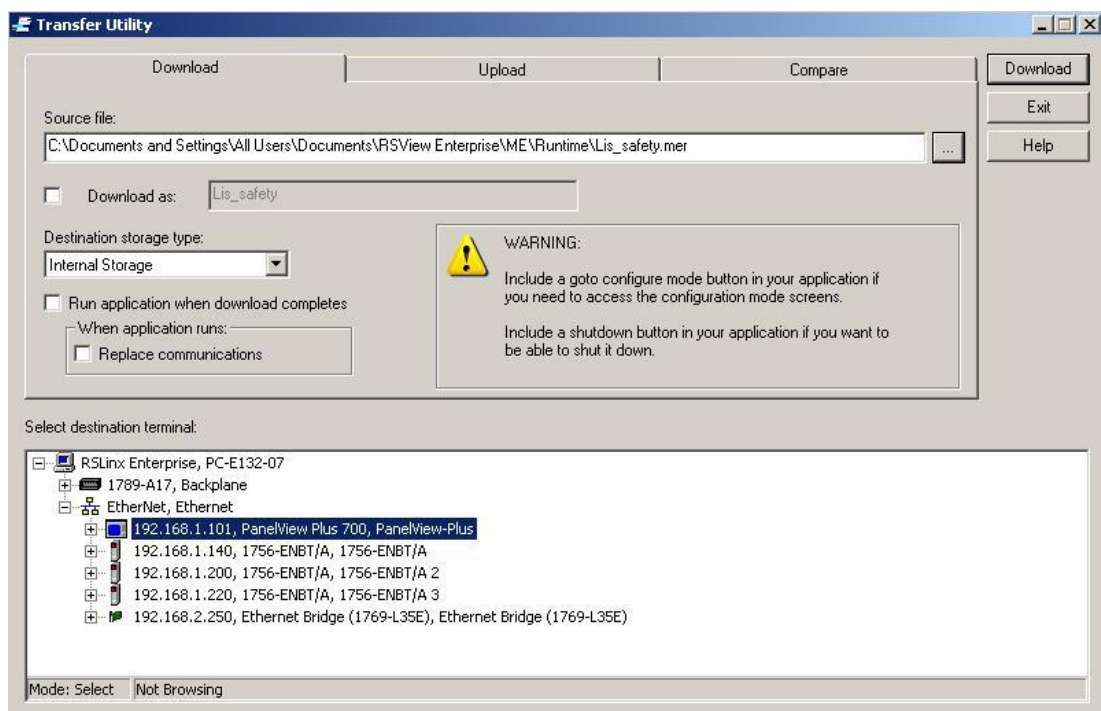 Transfer Utility
Download
Upload
Compare
Download
Exit
Help
Source file:
C:\Documents and Settings\All Users\Documents\RSView Enterprise\ME\Runtime\Lis_safety.mer
...
Download as:
Lis_safety
Destination storage type:
Internal Storage
Run application when download completes
When application runs:
Replace communications
WARNING:
Include a goto configure mode button in your application if
you need to access the configuration mode screens.
Include a shutdown button in your application if you want to
be able to shut it down.
Select destination terminal:
RSLinx Enterprise, PC-E132-07
1789-A17, Backplane
EtherNet, Ethernet
192.168.1.101, PanelView Plus 700, PanelView-Plus
192.168.1.140, 1756-ENBT/A, 1756-ENBT/A
192.168.1.200, 1756-ENBT/A, 1756-ENBT/A 2
192.168.1.220, 1756-ENBT/A, 1756-ENBT/A 3
192.168.2.250, Ethernet Bridge (1769-L35E), Ethernet Bridge (1769-L35E)
Mode: Select
Not Browsing